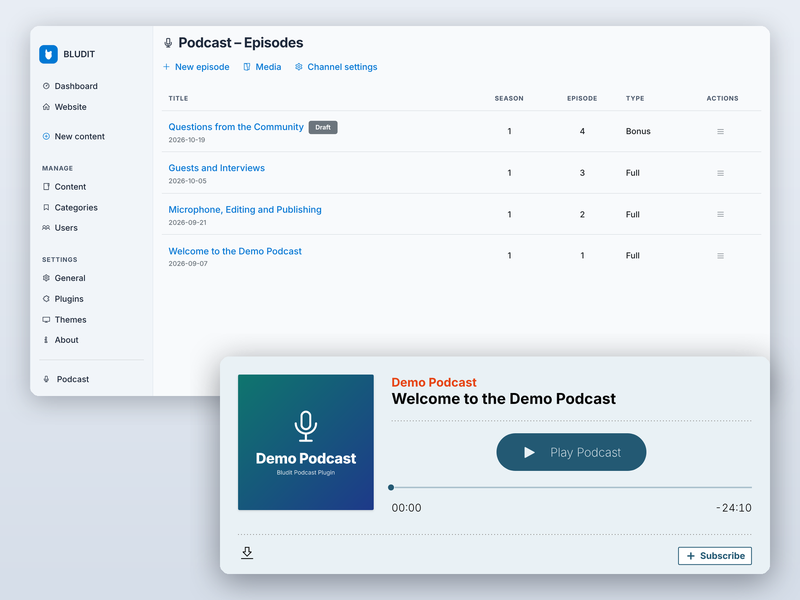 BLUDIT
Dashboard
Website
New content
MANAGE
Content
Categories
Users
SETTINGS
General
Plugins
Themes
About
Podcast
Podcast – Episodes
New episode
Media
Channel settings
TITLE SEASON EPISODE TYPE ACTIONS
Questions from the Community Draft 1 4 Bonus
2026-10-19
Guests and Interviews 1 3 Full
2026-10-05
Microphone, Editing and Publishing 1 2 Full
2026-09-21
Welcome to the Demo Podcast 1 1 Full
2026-09-07
Demo Podcast
Bludit Podcast Plugin
Demo Podcast
Welcome to the Demo Podcast
Play Podcast
00:00 -24:10
+ Subscribe